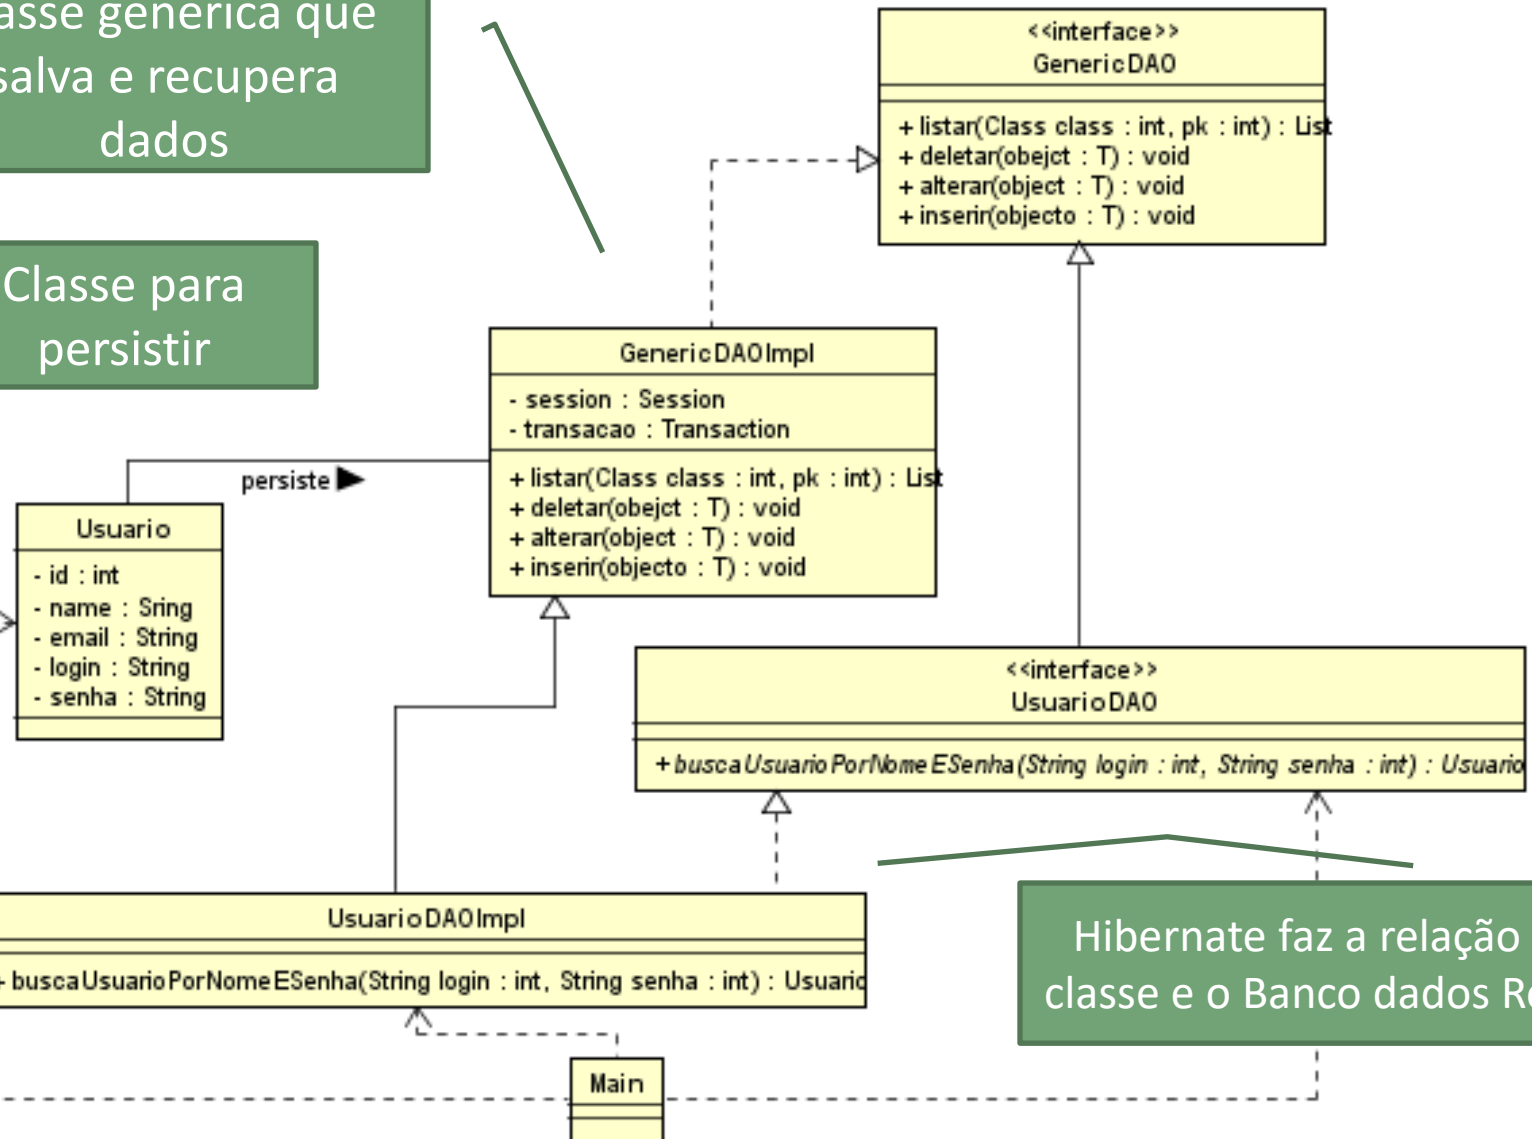 asse genérica que
salva e recupera
dados
Classe para
persistir
<<interface>>
GenericDAO
+ listar(Class class : int, pk : int) : List
+ deletar(obejct : T) : void
+ alterar(object : T) : void
+ inserir(objecto : T) : void
GenericDAOImpl
- session : Session
- transacao : Transaction
+ listar(Class class : int, pk : int) : List
+ deletar(obejct : T) : void
+ alterar(object : T) : void
+ inserir(objecto : T) : void
persiste
Usuario
- id : int
- name : Sring
- email : String
- login : String
- senha : String
<<interface>>
UsuarioDAO
+ buscaUsuarioPorNomeESenha(String login : int, String senha : int) : Usuario
UsuarioDAOImpl
+ buscaUsuarioPorNomeESenha(String login : int, String senha : int) : Usuario
Hibernate faz a relação
classe e o Banco dados Re
Main